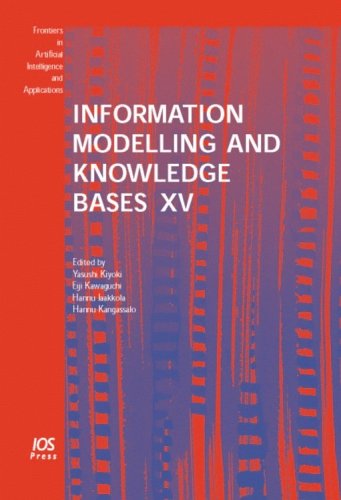 Frontiers
in
Artificial
Intelligence
and
Applications
INFORMATION
MODELLING AND
KNOWLEDGE
BASES XV
Edited by
Yasushi Kiyoki
Eiji Kawaguchi
Hannu Jaakkola
Hannu Kangassalo
IOS
Press